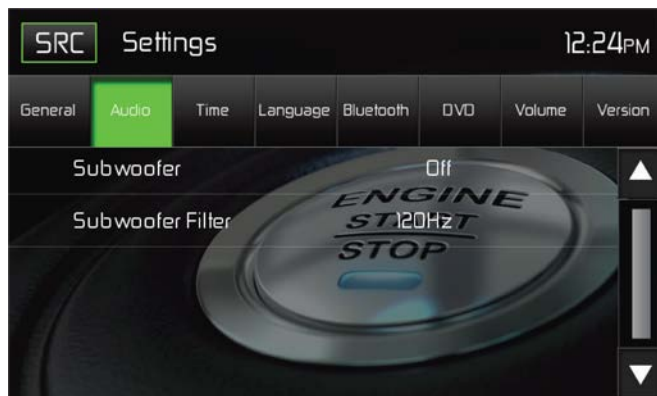 SRC Settings 12:24PM
General Audio Time Language Bluetooth DVD Volume Version
Subwoofer Off
Subwoofer Filter 120Hz
ENGINE
START
STOP